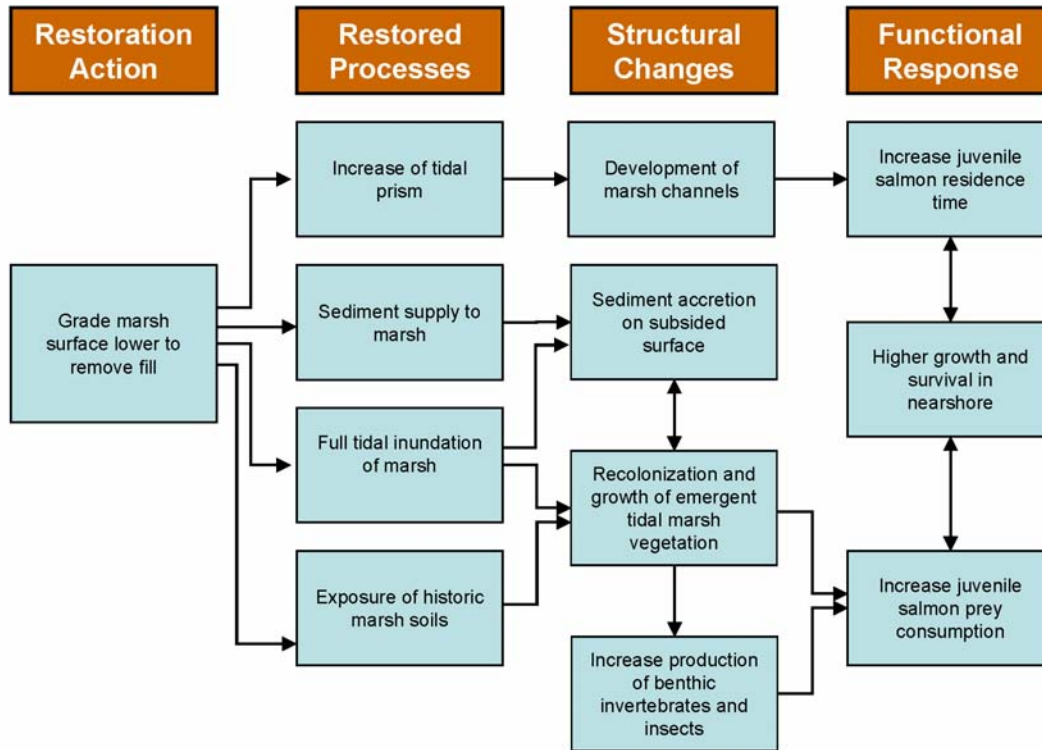 Restoration
Action
Restored
Processes
Structural
Changes
Functional
Response
Increase of tidal
prism
Development of
marsh channels
Increase juvenile
salmon residence
time
Grade marsh
surface lower to
remove fill
Sediment supply to
marsh
Sediment accretion
on subsided
surface
Higher growth and
survival in
nearshore
Full tidal inundation
of marsh
Recolonization and
growth of emergent
tidal marsh
vegetation
Exposure of historic
marsh soils
Increase juvenile
salmon prey
consumption
Increase production
of benthic
invertebrates and
insects